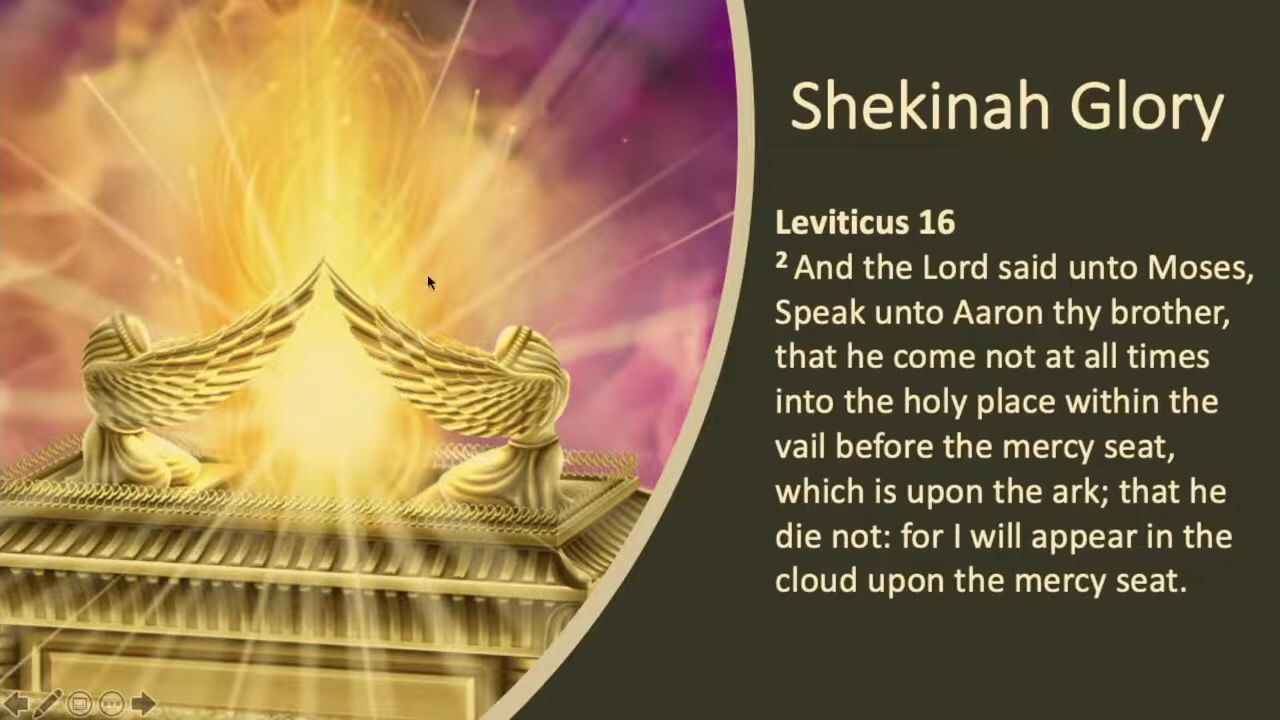 Shekinah Glory
Leviticus 16
² And the Lord said unto Moses,
Speak unto Aaron thy brother,
that he come not at all times
into the holy place within the
vail before the mercy seat,
which is upon the ark; that he
die not: for I will appear in the
cloud upon the mercy seat.